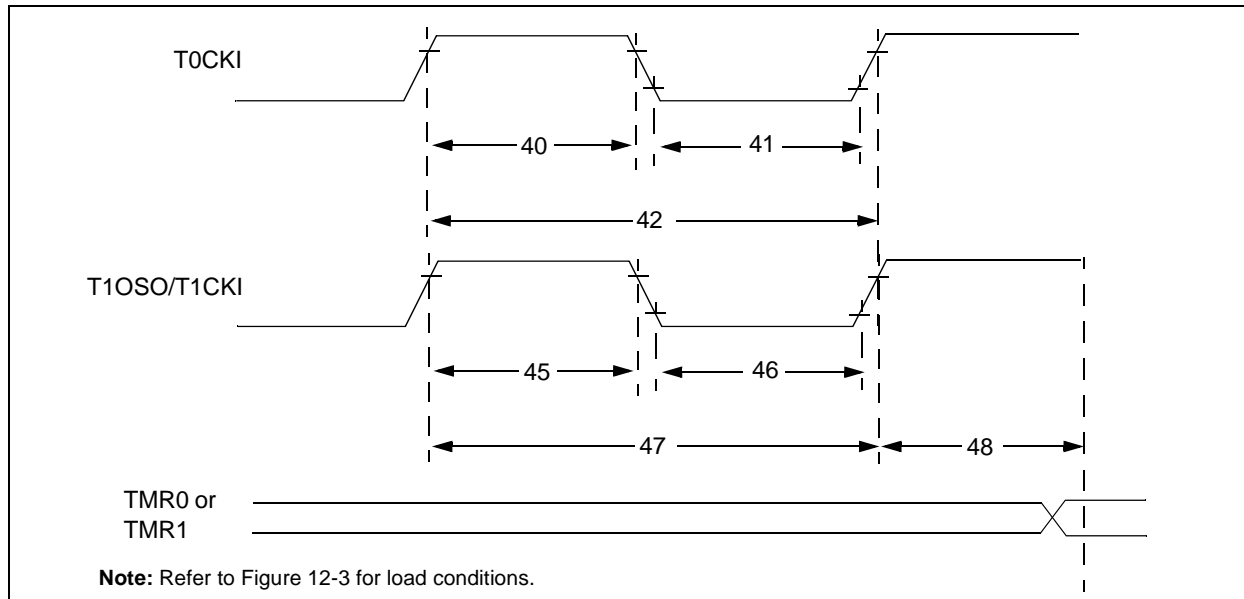 T0CKI
40
41
42
T1OSO/T1CKI
45
46
47
48
TMR0 or
TMR1
Note: Refer to Figure 12-3 for load conditions.